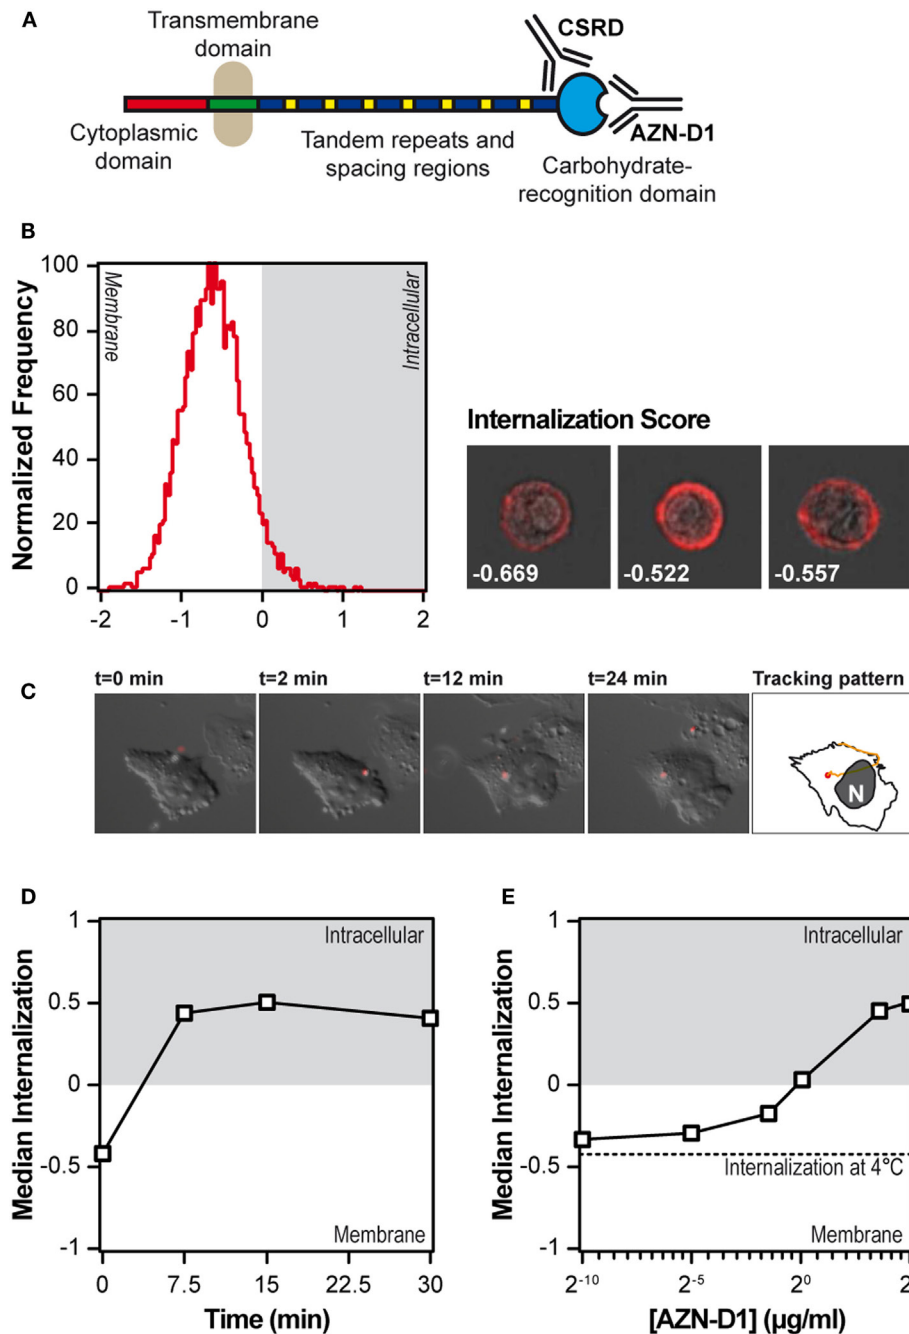 A
Transmembrane
domain
CSRD
AZN-D1
Cytoplasmic
domain
Tandem repeats and
spacing regions
Carbohydrate-
recognition domain
B
Normalized Frequency
100
80
60
40
20
0
-2
-1
0
1
2
Membrane
Intracellular
Internalization Score
-0.669
-0.522
-0.557
C
t=0 min
t=2 min
t=12 min
t=24 min
Tracking pattern
N
D
Median Internalization
1
0.5
0
-0.5
-1
Intracellular
Membrane
0
7.5
15
22.5
30
Time (min)
E
Median Internalization
1
0.5
0
-0.5
-1
Intracellular
Internalization at 4°C
Membrane
2⁻¹⁰
2⁻⁵
2⁰
2
[AZN-D1] (µg/ml)